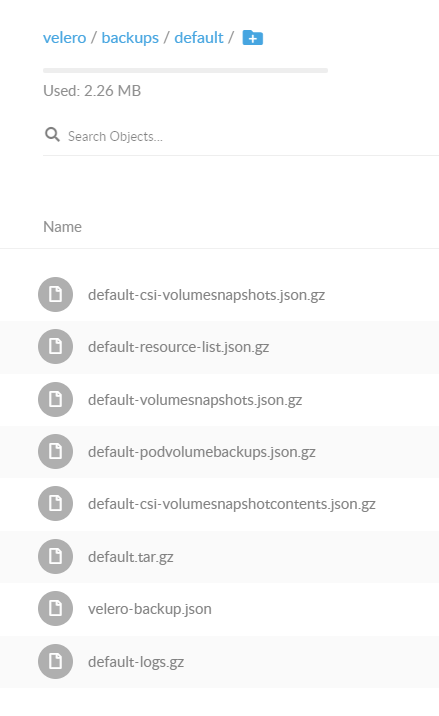 velero / backups / default /
Used: 2.26 MB
Search Objects...
Name
default-csi-volumesnapshots.json.gz
default-resource-list.json.gz
default-volumesnapshots.json.gz
default-podvolumebackups.json.gz
default-csi-volumesnapshotcontents.json.gz
default.tar.gz
velero-backup.json
default-logs.gz